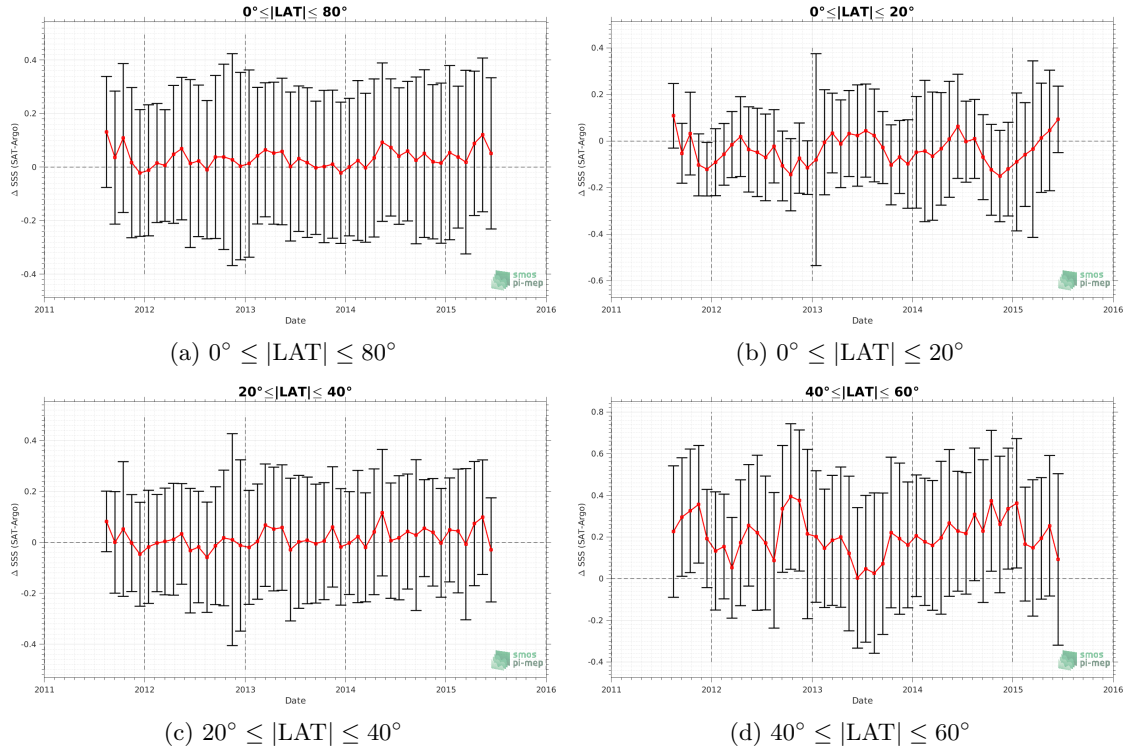 0°≤|LAT|≤ 80°
Δ SSS (SAT-Argo)
0.4
0.2
0
-0.2
-0.4
2011 2012 2013 2014 2015 2016
Date
smos
pi-mep
(a) 0° ≤ |LAT| ≤ 80°
0°≤|LAT|≤ 20°
Δ SSS (SAT-Argo)
0.4
0.2
0
-0.2
-0.4
-0.6
2011 2012 2013 2014 2015 2016
Date
smos
pi-mep
(b) 0° ≤ |LAT| ≤ 20°
20°≤|LAT|≤ 40°
Δ SSS (SAT-Argo)
0.4
0.2
0
-0.2
-0.4
2011 2012 2013 2014 2015 2016
Date
smos
pi-mep
(c) 20° ≤ |LAT| ≤ 40°
40°≤|LAT|≤ 60°
Δ SSS (SAT-Argo)
0.8
0.6
0.4
0.2
0
-0.2
-0.4
2011 2012 2013 2014 2015 2016
Date
smos
pi-mep
(d) 40° ≤ |LAT| ≤ 60°